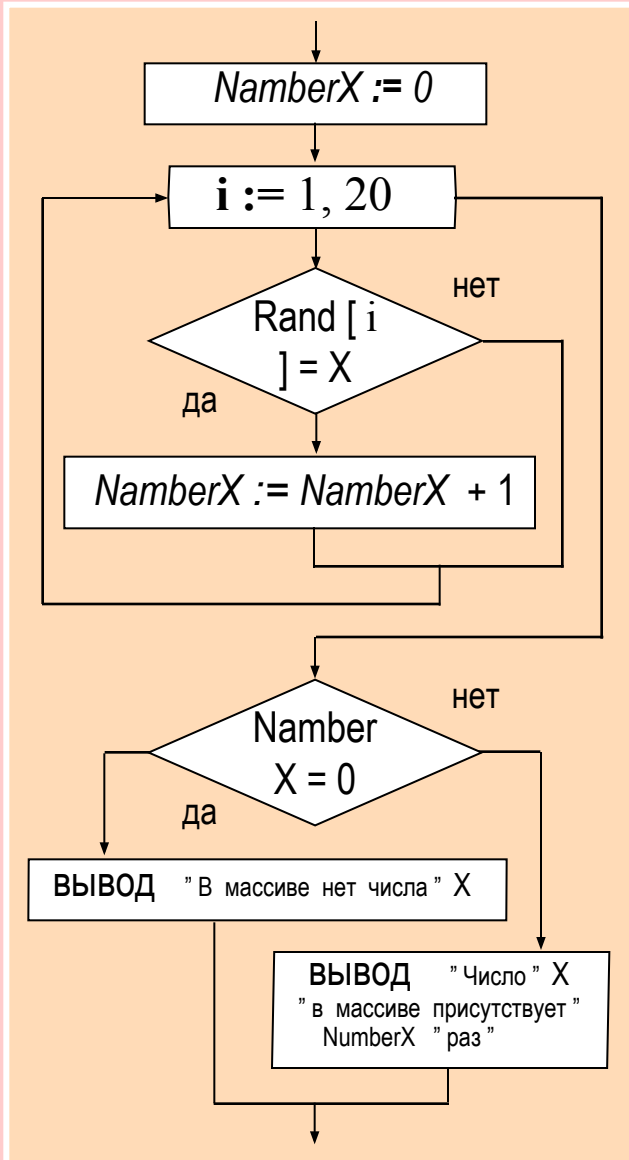 NamberX := 0
i := 1, 20
нет
Rand [ i
] = X
да
NamberX := NamberX + 1
нет
Namber
X = 0
да
ВЫВОД " В массиве нет числа " X
ВЫВОД " Число " X
" в массиве присутствует "
NumberX " раз "